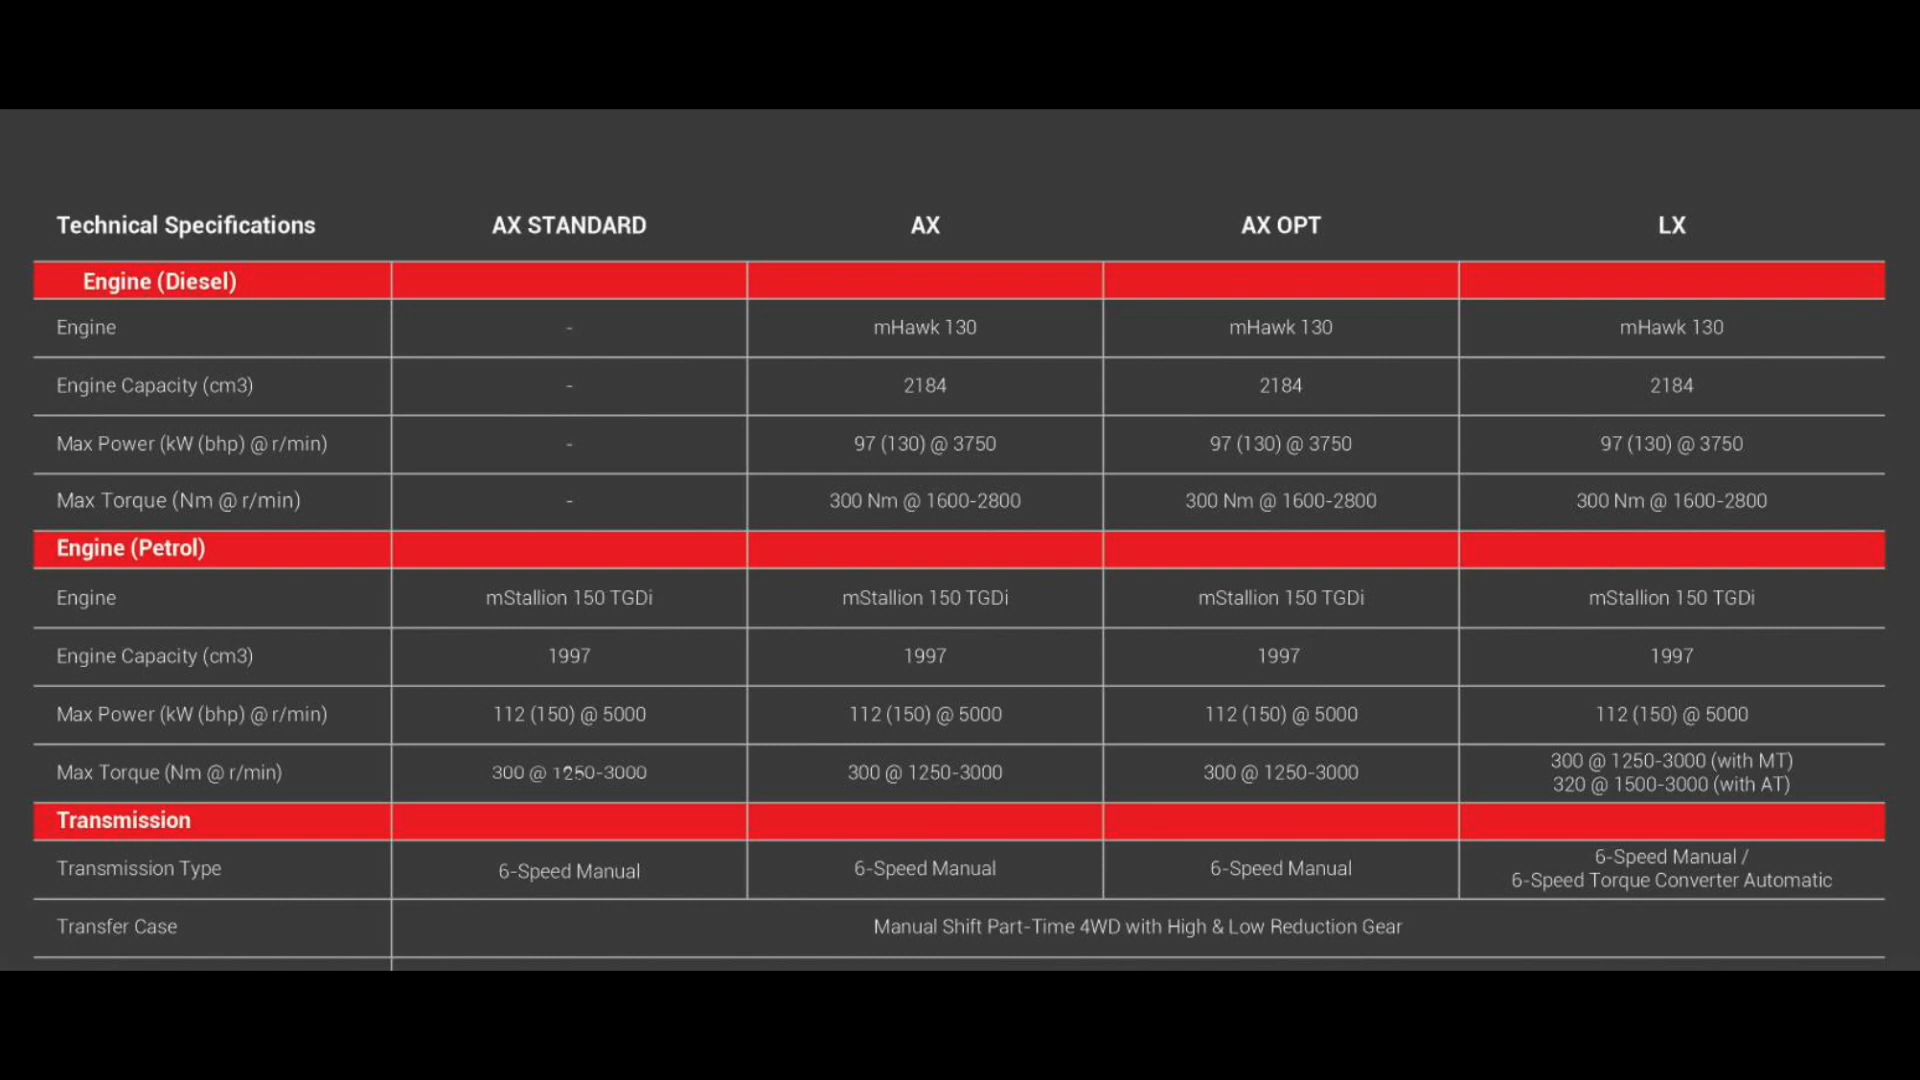 Technical Specifications AX STANDARD AX AX OPT LX
Engine (Diesel)
Engine - mHawk 130 mHawk 130 mHawk 130
Engine Capacity (cm3) - 2184 2184 2184
Max Power (kW (bhp) @ r/min) - 97 (130) @ 3750 97 (130) @ 3750 97 (130) @ 3750
Max Torque (Nm @ r/min) - 300 Nm @ 1600-2800 300 Nm @ 1600-2800 300 Nm @ 1600-2800
Engine (Petrol)
Engine mStallion 150 TGDi mStallion 150 TGDi mStallion 150 TGDi mStallion 150 TGDi
Engine Capacity (cm3) 1997 1997 1997 1997
Max Power (kW (bhp) @ r/min) 112 (150) @ 5000 112 (150) @ 5000 112 (150) @ 5000 112 (150) @ 5000
Max Torque (Nm @ r/min) 300 @ 1250-3000 300 @ 1250-3000 300 @ 1250-3000 300 @ 1250-3000 (with MT)
320 @ 1500-3000 (with AT)
Transmission
Transmission Type 6-Speed Manual 6-Speed Manual 6-Speed Manual 6-Speed Manual /
6-Speed Torque Converter Automatic
Transfer Case Manual Shift Part-Time 4WD with High & Low Reduction Gear